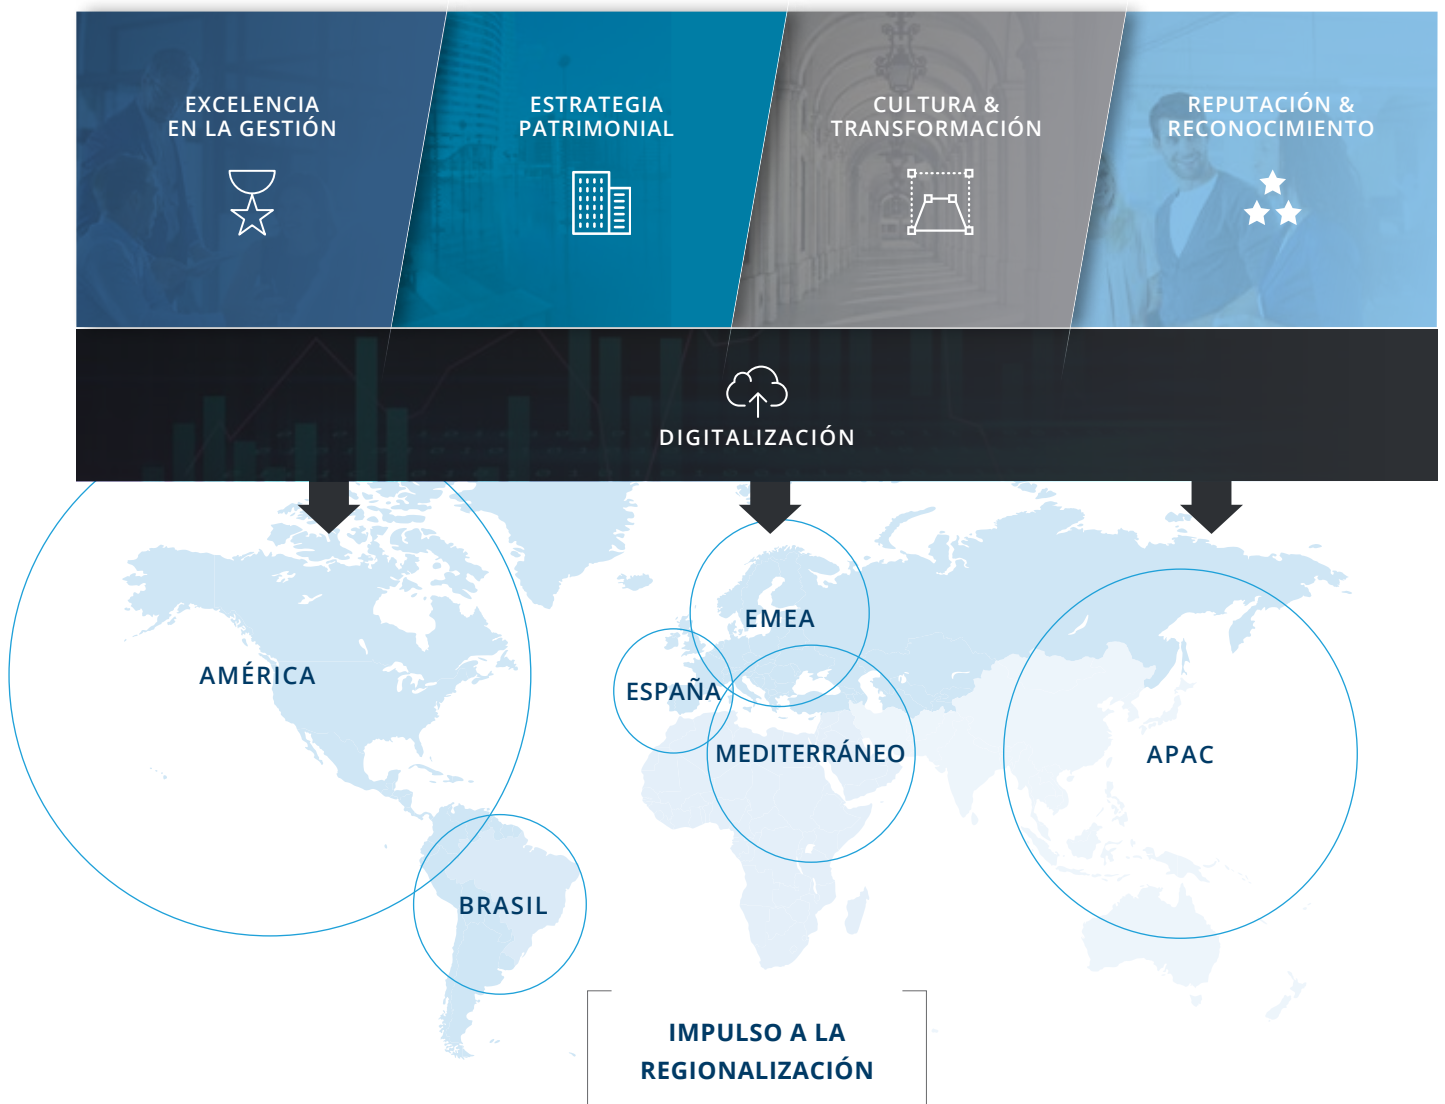 EXCELENCIA
EN LA GESTIÓN
ESTRATEGIA
PATRIMONIAL
CULTURA &
TRANSFORMACIÓN
REPUTACIÓN &
RECONOCIMIENTO
DIGITALIZACIÓN
EMEA
AMÉRICA
ESPAÑA
MEDITERRÁNEO
APAC
BRASIL
IMPULSO A LA
REGIONALIZACIÓN